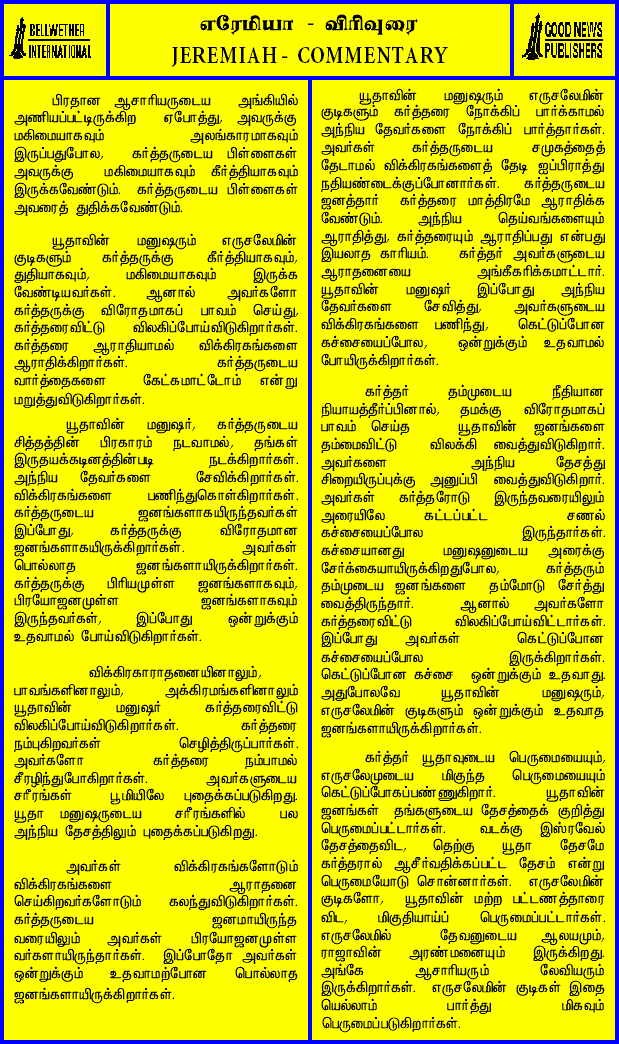 BELLWETHER
INTERNATIONAL
எரேமியா - விரிவுரை
JEREMIAH - COMMENTARY
GOOD NEWS
PUBLISHERS
பிரதான ஆசாரியருடைய அங்கியில்
அணியப்பட்டிருக்கிற ஏபோத்து, அவருக்கு
மகிமையாகவும் அலங்காரமாகவும்
இருப்பதுபோல, கர்த்தருடைய பிள்ளைகள்
அவருக்கு மகிமையாகவும் கீர்த்தியாகவும்
இருக்கவேண்டும். கர்த்தருடைய பிள்ளைகள்
அவரைத் துதிக்கவேண்டும்.
யூதாவின் மனுஷரும் எருசலேமின்
குடிகளும் கர்த்தருக்கு கீர்த்தியாகவும்,
துதியாகவும், மகிமையாகவும் இருக்க
வேண்டியவர்கள். ஆனால் அவர்களோ
கர்த்தருக்கு விரோதமாகப் பாவம் செய்து,
கர்த்தரைவிட்டு விலகிப்போய்விடுகிறார்கள்.
கர்த்தரை ஆராதியாமல் விக்கிரகங்களை
ஆராதிக்கிறார்கள். கர்த்தருடைய
வார்த்தைகளை கேட்கமாட்டோம் என்று
மறுத்துவிடுகிறார்கள்.
யூதாவின் மனுஷர், கர்த்தருடைய
சித்தத்தின் பிரகாரம் நடவாமல், தங்கள்
இருதயக்கடினத்தின்படி நடக்கிறார்கள்.
அந்நிய தேவர்களை சேவிக்கிறார்கள்.
விக்கிரகங்களை பணிந்துகொள்கிறார்கள்.
கர்த்தருடைய ஜனங்களாகயிருந்தவர்கள்
இப்போது, கர்த்தருக்கு விரோதமான
ஜனங்களாகயிருக்கிறார்கள். அவர்கள்
பொல்லாத ஜனங்களாயிருக்கிறார்கள்.
கர்த்தருக்கு பிரியமுள்ள ஜனங்களாகவும்,
பிரயோஜனமுள்ள ஜனங்களாகவும்
இருந்தவர்கள், இப்போது ஒன்றுக்கும்
உதவாமல் போய்விடுகிறார்கள்.
விக்கிரகாராதனையினாலும்,
பாவங்களினாலும், அக்கிரமங்களினாலும்
யூதாவின் மனுஷர் கர்த்தரைவிட்டு
விலகிப்போய்விடுகிறார்கள். கர்த்தரை
நம்புகிறவர்கள் செழித்திருப்பார்கள்.
அவர்களோ கர்த்தரை நம்பாமல்
சீரழிந்துபோகிறார்கள். அவர்களுடைய
சரீரங்கள் பூமியிலே புதைக்கப்படுகிறது.
யூதா மனுஷருடைய சரீரங்களில் பல
அந்நிய தேசத்திலும் புதைக்கப்படுகிறது.
அவர்கள் விக்கிரகங்களோடும்
விக்கிரகங்களை ஆராதனை
செய்கிறவர்களோடும் கலந்துவிடுகிறார்கள்.
கர்த்தருடைய ஜனமாயிருந்த
வரையிலும் அவர்கள் பிரயோஜனமுள்ள
வர்களாயிருந்தார்கள். இப்போதோ அவர்கள்
ஒன்றுக்கும் உதவாமற்போன பொல்லாத
ஜனங்களாயிருக்கிறார்கள்.
யூதாவின் மனுஷரும் எருசலேமின்
குடிகளும் கர்த்தரை நோக்கிப் பார்க்காமல்
அந்நிய தேவர்களை நோக்கிப் பார்த்தார்கள்.
அவர்கள் கர்த்தருடைய சமுகத்தைத்
தேடாமல் விக்கிரகங்களைத் தேடி ஐப்பிராத்து
நதியண்டைக்குப்போனார்கள். கர்த்தருடைய
ஜனத்தார் கர்த்தரை மாத்திரமே ஆராதிக்க
வேண்டும். அந்நிய தெய்வங்களையும்
ஆராதித்து, கர்த்தரையும் ஆராதிப்பது என்பது
இயலாத காரியம். கர்த்தர் அவர்களுடைய
ஆராதனையை அங்கீகரிக்கமாட்டார்.
யூதாவின் மனுஷர் இப்போது அந்நிய
தேவர்களை சேவித்து, அவர்களுடைய
விக்கிரகங்களை பணிந்து, கெட்டுப்போன
கச்சையைப்போல, ஒன்றுக்கும் உதவாமல்
போயிருக்கிறார்கள்.
கர்த்தர் தம்முடைய நீதியான
நியாயத்தீர்ப்பினால், தமக்கு விரோதமாகப்
பாவம் செய்த யூதாவின் ஜனங்களை
தம்மைவிட்டு விலக்கி வைத்துவிடுகிறார்.
அவர்களை அந்நிய தேசத்து
சிறையிருப்புக்கு அனுப்பி வைத்துவிடுகிறார்.
அவர்கள் கர்த்தரோடு இருந்தவரையிலும்
அரையிலே கட்டப்பட்ட சணல்
கச்சையைப்போல இருந்தார்கள்.
கச்சையானது மனுஷனுடைய அரைக்கு
சேர்க்கையாயிருக்கிறதுபோல, கர்த்தரும்
தம்முடைய ஜனங்களை தம்மோடு சேர்த்து
வைத்திருந்தார். ஆனால் அவர்களோ
கர்த்தரைவிட்டு விலகிப்போய்விட்டார்கள்.
இப்போது அவர்கள் கெட்டுப்போன
கச்சையைப்போல இருக்கிறார்கள்.
கெட்டுப்போன கச்சை ஒன்றுக்கும் உதவாது.
அதுபோலவே யூதாவின் மனுஷரும்,
எருசலேமின் குடிகளும் ஒன்றுக்கும் உதவாத
ஜனங்களாயிருக்கிறார்கள்.
கர்த்தர் யூதாவுடைய பெருமையையும்,
எருசலேமுடைய மிகுந்த பெருமையையும்
கெட்டுப்போகப்பண்ணுகிறார். யூதாவின்
ஜனங்கள் தங்களுடைய தேசத்தைக் குறித்து
பெருமைப்பட்டார்கள். வடக்கு இஸ்ரவேல்
தேசத்தைவிட, தெற்கு யூதா தேசமே
கர்த்தரால் ஆசீர்வதிக்கப்பட்ட தேசம் என்று
பெருமையோடு சொன்னார்கள். எருசலேமின்
குடிகளோ, யூதாவின் மற்ற பட்டணத்தாரை
விட, மிகுதியாய்ப் பெருமைப்பட்டார்கள்.
எருசலேமில் தேவனுடைய ஆலயமும்,
ராஜாவின் அரண்மனையும் இருக்கிறது.
அங்கே ஆசாரியரும் லேவியரும்
இருக்கிறார்கள். எருசலேமின் குடிகள் இதை
யெல்லாம் பார்த்து மிகவும்
பெருமைப்படுகிறார்கள்.